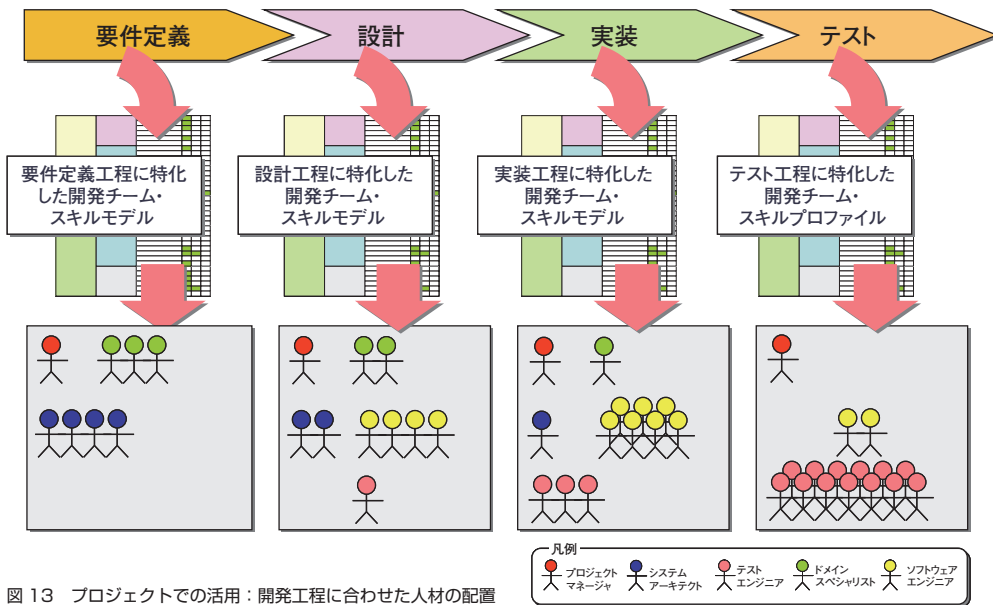 要件定義
設計
実装
テスト
要件定義工程に特化
した開発チーム・
スキルモデル
設計工程に特化した
開発チーム・
スキルモデル
実装工程に特化した
開発チーム・
スキルモデル
テスト工程に特化した
開発チーム・
スキルプロファイル
凡例
プロジェクト
マネージャ
システム
アーキテクト
テスト
エンジニア
ドメイン
スペシャリスト
ソフトウェア
エンジニア
図 13 プロジェクトでの活用：開発工程に合わせた人材の配置